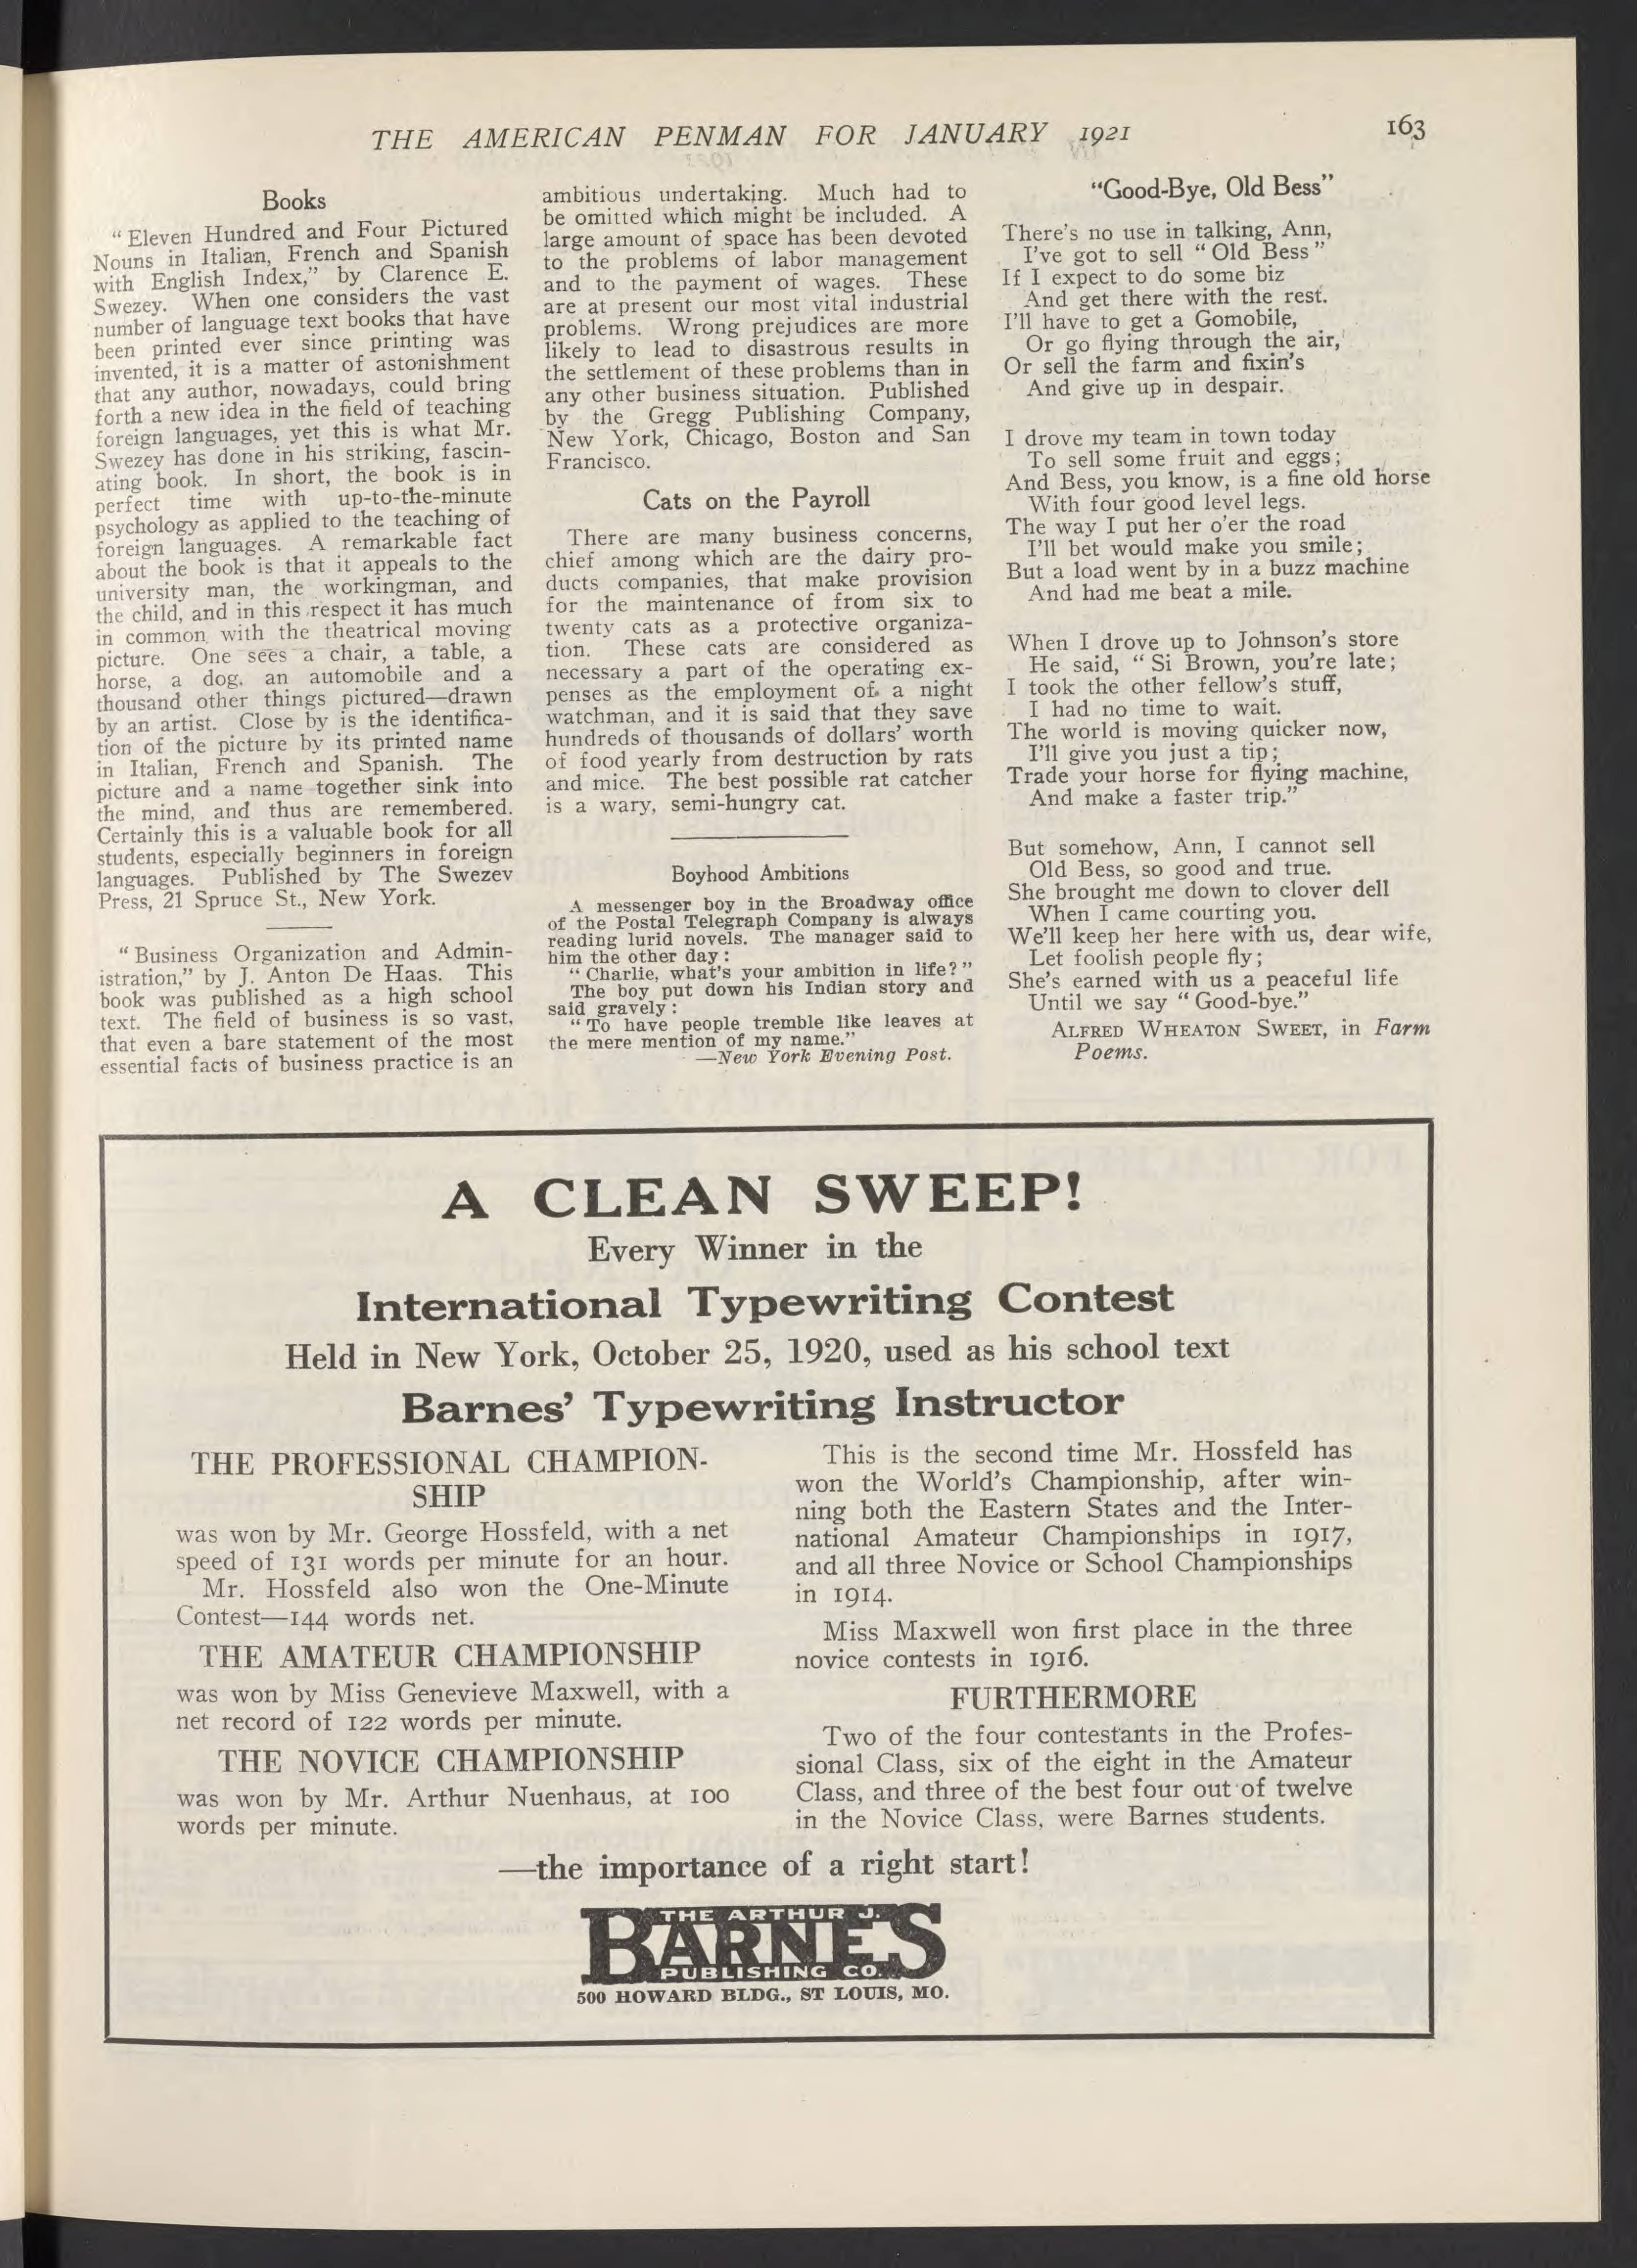 THE AMERICAN PENMAN FOR JANUARY 1921
163
Books
“Eleven Hundred and Four Pictured
Nouns in Italian, French and Spanish
with English Index,” by Clarence E.
Swezey. When one considers the vast
number of language text books that have
been printed ever since printing was
invented, it is a matter of astonishment
that any author, nowadays, could bring
forth a new idea in the field of teaching
foreign languages, yet this is what Mr.
Swezey has done in his striking, fascin-
ating book. In short, the book is in
perfect time with up-to-the-minute
psychology as applied to the teaching of
foreign languages. A remarkable fact
about the book is that it appeals to the
university man, the workingman, and
the child, and in this respect it has much
in common with the theatrical moving
picture. One sees a chair, a table, a
horse, a dog, an automobile and a
thousand other things pictured—drawn
by an artist. Close by is the identifica-
tion of the picture by its printed name
in Italian, French and Spanish. The
picture and a name together sink into
the mind, and thus are remembered.
Certainly this is a valuable book for all
students, especially beginners in foreign
languages. Published by The Swezev
Press, 21 Spruce St., New York.
“Business Organization and Admin-
istration,” by J. Anton De Haas. This
book was published as a high school
text. The field of business is so vast,
that even a bare statement of the most
essential facts of business practice is an
ambitious undertaking. Much had to
be omitted which might be included. A
large amount of space has been devoted
to the problems of labor management
and to the payment of wages. These
are at present our most vital industrial
problems. Wrong prejudices are more
likely to lead to disastrous results in
the settlement of these problems than in
any other business situation. Published
by the Gregg Publishing Company,
New York, Chicago, Boston and San
Francisco.
Cats on the Payroll
There are many business concerns,
chief among which are the dairy pro-
ducts companies, that make provision
for the maintenance of from six to
twenty cats as a protective organiza-
tion. These cats are considered as
necessary a part of the operating ex-
penses as the employment of a night
watchman, and it is said that they save
hundreds of thousands of dollars’ worth
of food yearly from destruction by rats
and mice. The best possible rat catcher
is a wary, semi-hungry cat.
Boyhood Ambitions
A messenger boy in the Broadway office
of the Postal Telegraph Company is always
reading lurid novels. The manager said to
him the other day:
“Charlie, what’s your ambition in life?”
The boy put down his Indian story and
said gravely:
“To have people tremble like leaves at
the mere mention of my name.”
—New York Evening Post.
“Good-Bye, Old Bess”
There’s no use in talking, Ann,
I’ve got to sell “Old Bess”
If I expect to do some biz
And get there with the rest.
I’ll have to get a Gomobile,
Or go flying through the air,
Or sell the farm and fixin’s
And give up in despair.
I drove my team in town today
To sell some fruit and eggs;
And Bess, you know, is a fine old horse
With four good level legs.
The way I put her o’er the road
I’ll bet would make you smile;
But a load went by in a buzz machine
And had me beat a mile.
When I drove up to Johnson’s store
He said, “Si Brown, you’re late;
I took the other fellow’s stuff,
I had no time to wait.
The world is moving quicker now,
I’ll give you just a tip;
Trade your horse for flying machine,
And make a faster trip.”
But somehow, Ann, I cannot sell
Old Bess, so good and true.
She brought me down to clover dell
When I came courting you.
We’ll keep her here with us, dear wife,
Let foolish people fly;
She’s earned with us a peaceful life
Until we say “Good-bye.”
ALFRED WHEATON SWEET, in Farm
Poems.
A CLEAN SWEEP!
Every Winner in the
International Typewriting Contest
Held in New York, October 25, 1920, used as his school text
Barnes’ Typewriting Instructor
THE PROFESSIONAL CHAMPION-
SHIP
was won by Mr. George Hossfeld, with a net
speed of 131 words per minute for an hour.
Mr. Hossfeld also won the One-Minute
Contest—144 words net.
THE AMATEUR CHAMPIONSHIP
was won by Miss Genevieve Maxwell, with a
net record of 122 words per minute.
THE NOVICE CHAMPIONSHIP
was won by Mr. Arthur Nuenhaus, at 100
words per minute.
This is the second time Mr. Hossfeld has
won the World’s Championship, after win-
ning both the Eastern States and the Inter-
national Amateur Championships in 1917,
and all three Novice or School Championships
in 1914.
Miss Maxwell won first place in the three
novice contests in 1916.
FURTHERMORE
Two of the four contestants in the Profes-
sional Class, six of the eight in the Amateur
Class, and three of the best four out of twelve
in the Novice Class, were Barnes students.
—the importance of a right start!
THE ARTHUR J.
BARNES
PUBLISHING CO.
500 HOWARD BLDG., ST LOUIS, MO.